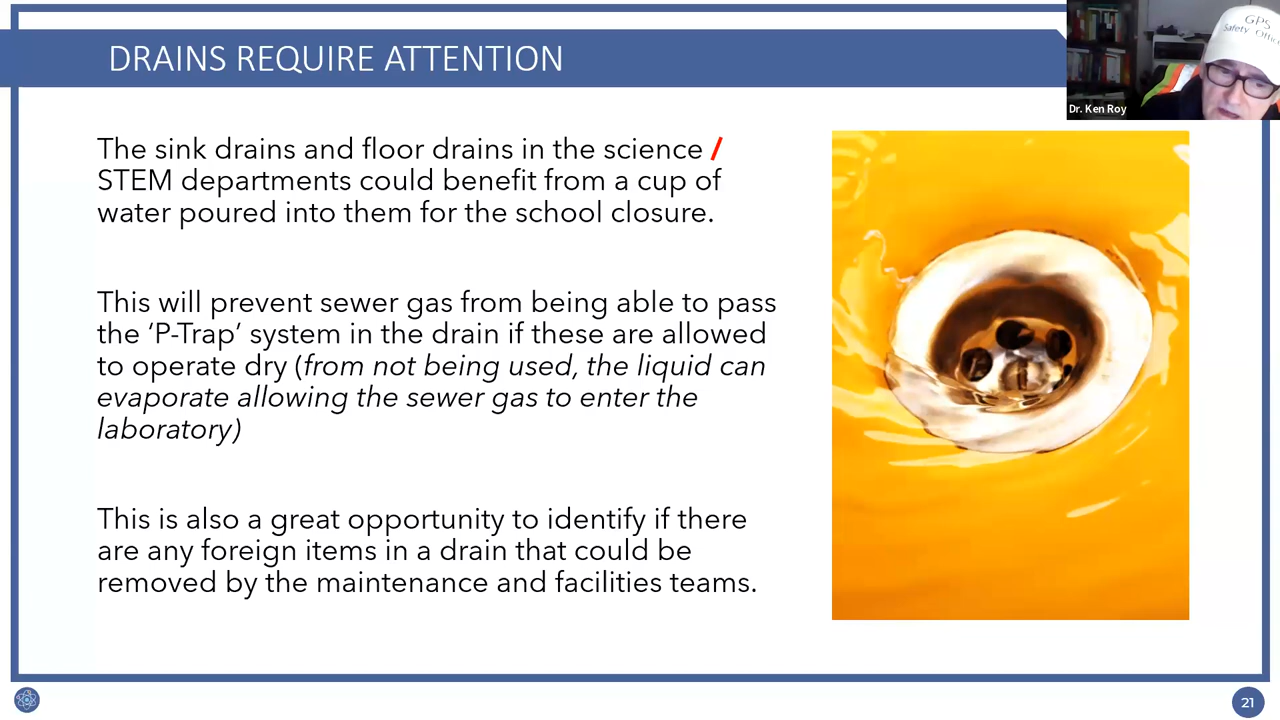 DRAINS REQUIRE ATTENTION
GPS
Safety Office
Dr. Ken Roy
The sink drains and floor drains in the science /
STEM departments could benefit from a cup of
water poured into them for the school closure.
This will prevent sewer gas from being able to pass
the ‘P-Trap’ system in the drain if these are allowed
to operate dry (from not being used, the liquid can
evaporate allowing the sewer gas to enter the
laboratory)
This is also a great opportunity to identify if there
are any foreign items in a drain that could be
removed by the maintenance and facilities teams.
21